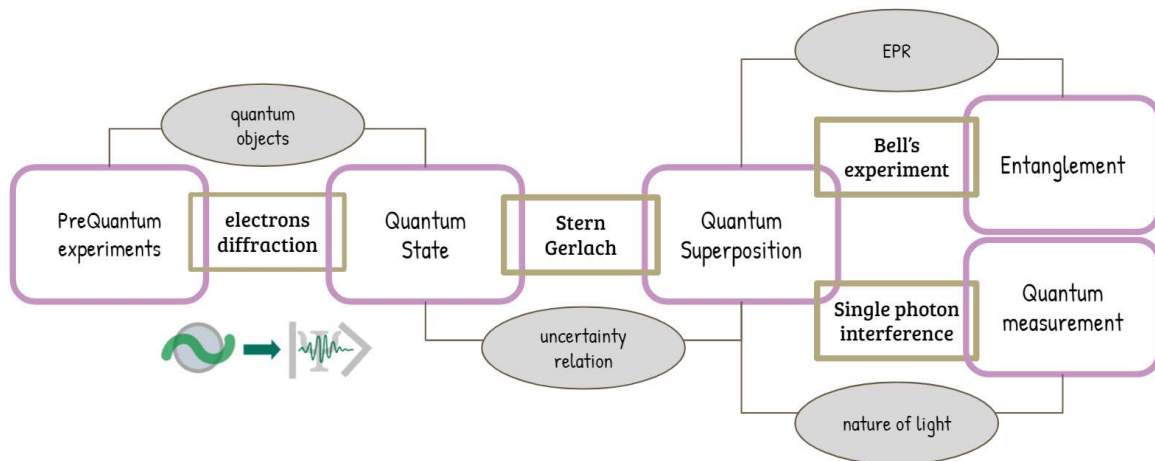 EPR
quantum
objects
Bell's
experiment
Entanglement
PreQuantum
experiments
electrons
diffraction
Quantum
State
Stern
Gerlach
Quantum
Superposition
Single photon
interference
Quantum
measurement
uncertainty
relation
|Ψ⟩
nature of light